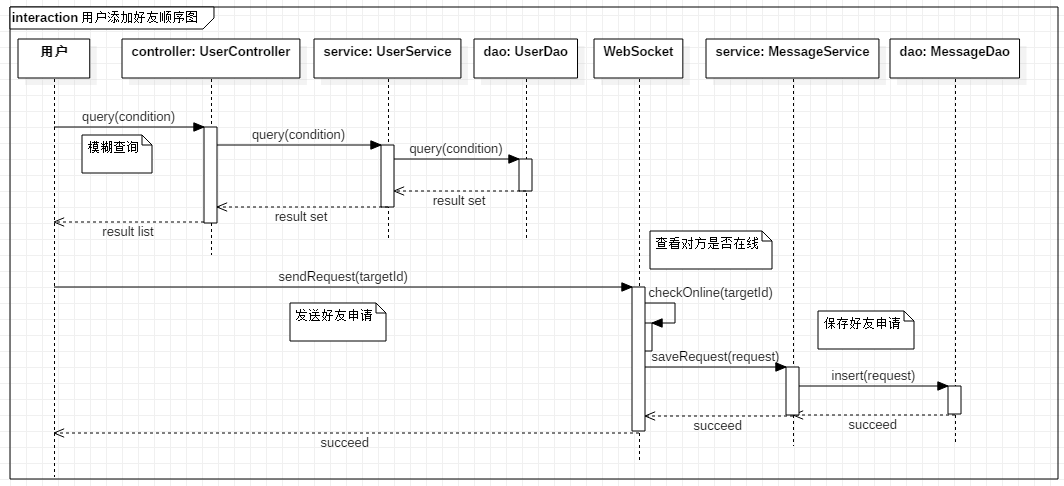 interaction 用户添加好友顺序图
用户
controller: UserController
service: UserService
dao: UserDao
WebSocket
service: MessageService
dao: MessageDao
query(condition)
模糊查询
query(condition)
query(condition)
result set
result set
result list
查看对方是否在线
sendRequest(targetId)
checkOnline(targetId)
发送好友申请
保存好友申请
saveRequest(request)
insert(request)
succeed
succeed
succeed